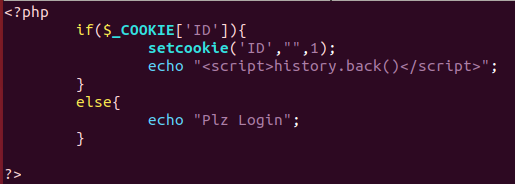 <?php
if($_COOKIE['ID']){
setcookie('ID',"",1);
echo "<script>history.back()</script>";
}
else{
echo "Plz Login";
}
?>